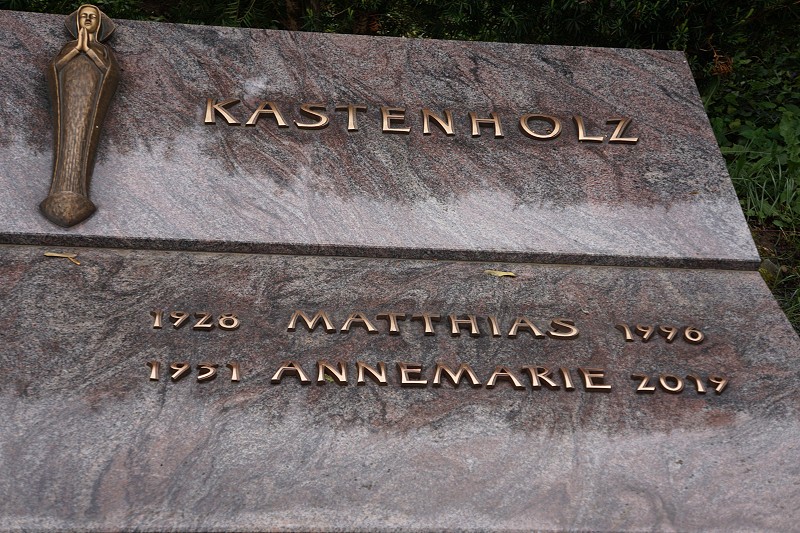 KASTENHOLZ
1928 MATTHIAS 1996
1931 ANNEMARIE 2019